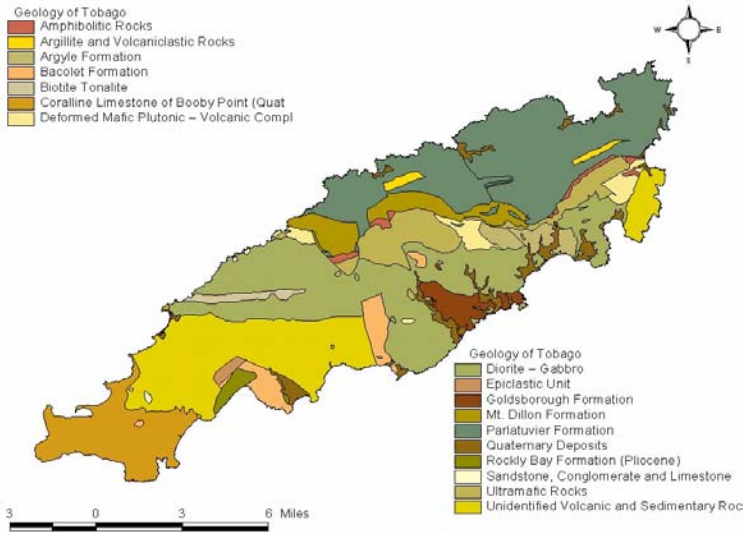 Geology of Tobago
Amphibolitic Rocks
Argillite and Volcaniclastic Rocks
Argyle Formation
Bacolet Formation
Biotite Tonalite
Coralline Limestone of Booby Point (Quat
Deformed Mafic Plutonic – Volcanic Compl
N
W E
S
Geology of Tobago
Diorite – Gabbro
Epiclastic Unit
Goldsborough Formation
Mt. Dillon Formation
Parlatuvier Formation
Quaternary Deposits
Rockly Bay Formation (Pliocene)
Sandstone, Conglomerate and Limestone
Ultramafic Rocks
Unidentified Volcanic and Sedimentary Roc
3 0 3 6 Miles